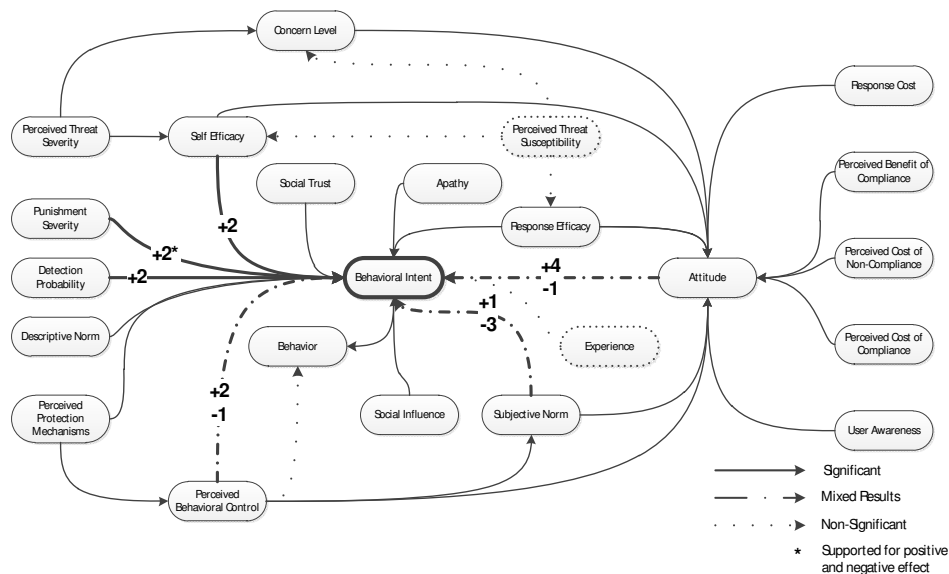 Concern Level
Response Cost
Perceived Threat
Severity
Self Efficacy
Perceived Threat
Susceptibility
Perceived Benefit of
Compliance
Social Trust
Apathy
Punishment
Severity
+2
Response Efficacy
+2*
Detection
Probability
+2
Behavioral Intent
+4
-1
Attitude
Perceived Cost of
Non-Compliance
+1
-3
Descriptive Norm
Behavior
Experience
Perceived Cost of
Compliance
+2
-1
Perceived
Protection
Mechanisms
Social Influence
Subjective Norm
User Awareness
Perceived
Behavioral Control
Significant
Mixed Results
Non-Significant
* Supported for positive
and negative effect